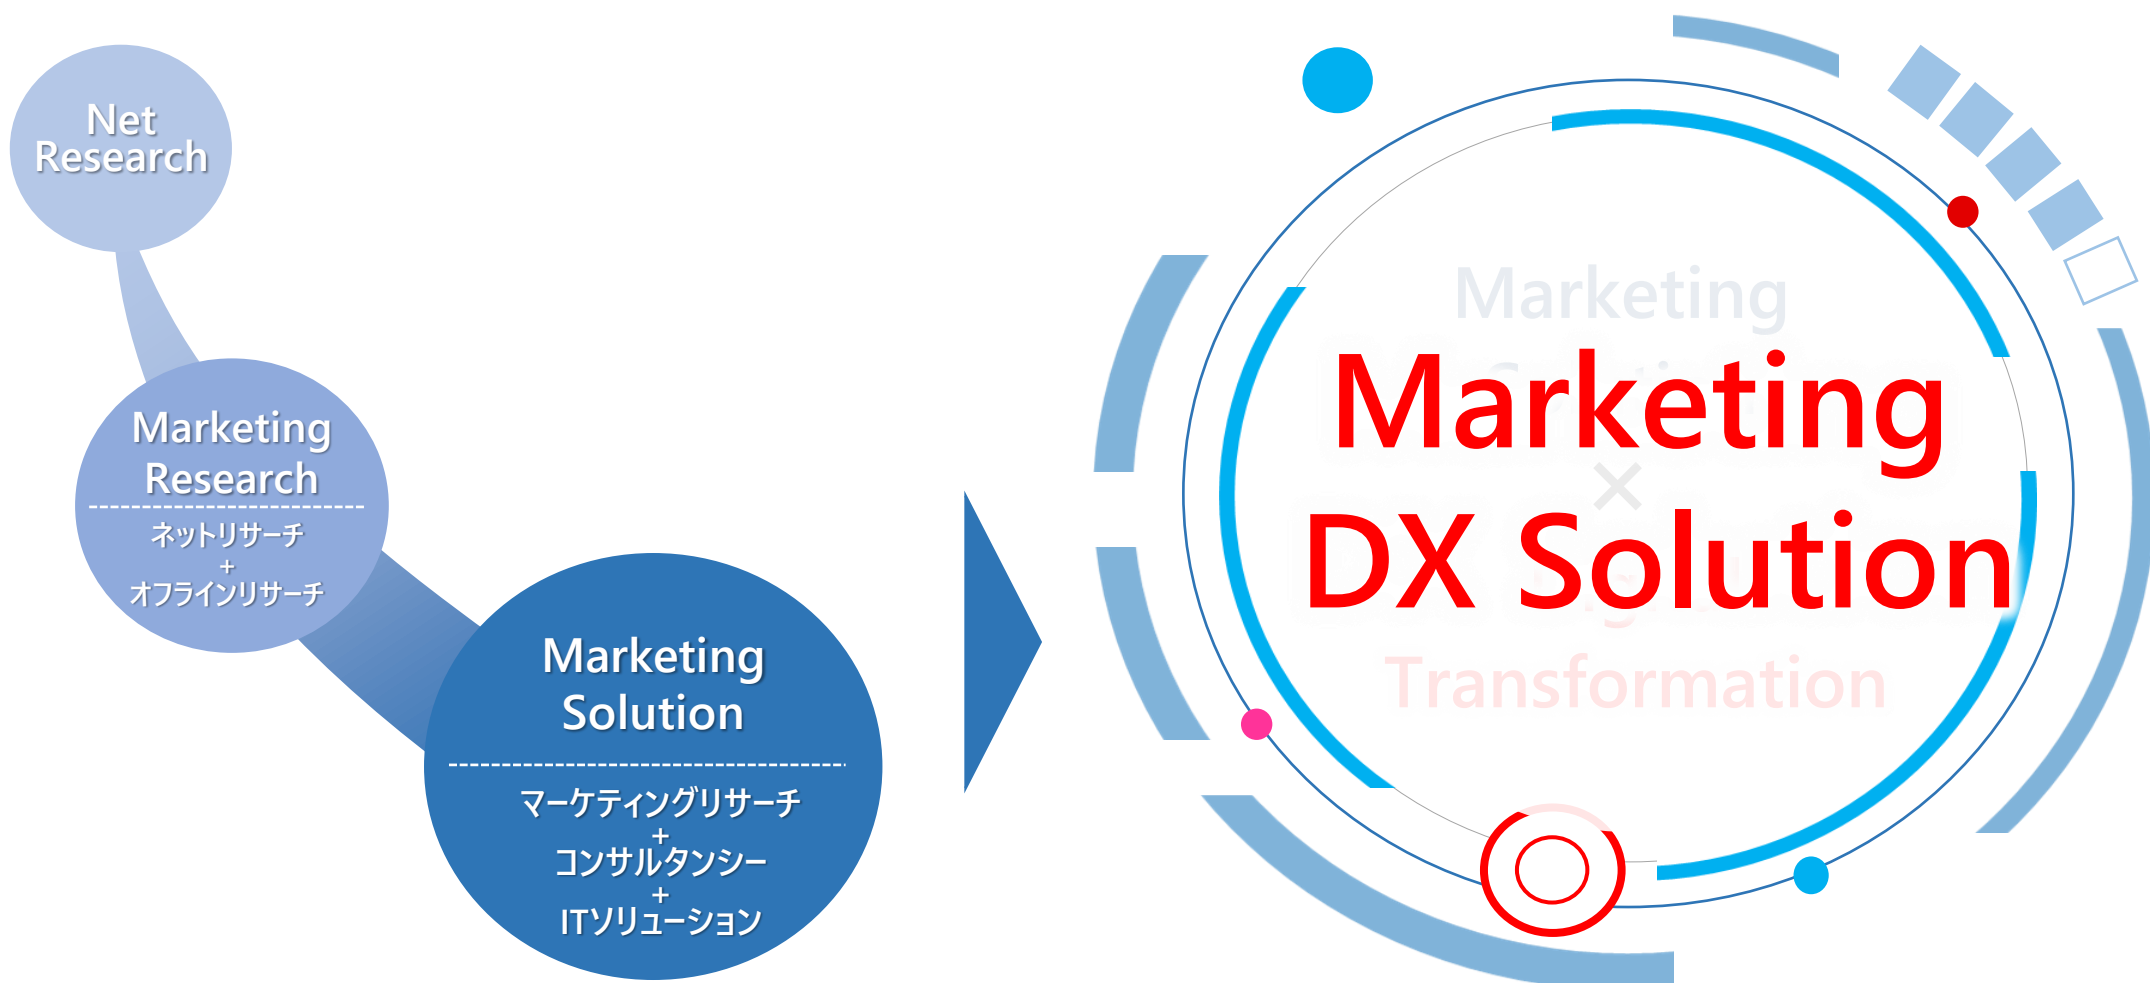 Net
Research
Marketing
Research
ネットリサーチ
+
オフラインリサーチ
Marketing
Solution
マーケティングリサーチ
+
コンサルタンシー
+
ITソリューション
Marketing
Marketing
×
DX Solution
Transformation